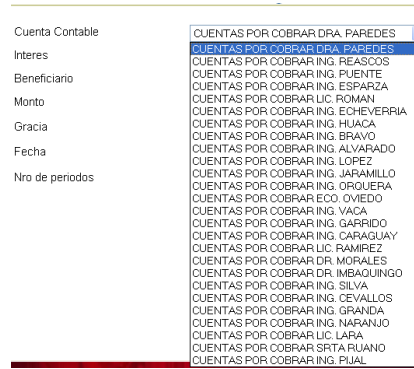 Cuenta Contable
CUENTAS POR COBRAR DRA. PAREDES
Interes
Beneficiario
Monto
Gracia
Fecha
Nro de periodos
CUENTAS POR COBRAR DRA. PAREDES
CUENTAS POR COBRAR ING. REASCOS
CUENTAS POR COBRAR ING. PUENTE
CUENTAS POR COBRAR ING. ESPARZA
CUENTAS POR COBRAR LIC. ROMAN
CUENTAS POR COBRAR ING. ECHEVERRIA
CUENTAS POR COBRAR ING. HUACA
CUENTAS POR COBRAR ING. BRAVO
CUENTAS POR COBRAR ING. ALVARADO
CUENTAS POR COBRAR ING. LOPEZ
CUENTAS POR COBRAR ING. JARAMILLO
CUENTAS POR COBRAR ING. ORQUERA
CUENTAS POR COBRAR ECO. OVIEDO
CUENTAS POR COBRAR ING. VACA
CUENTAS POR COBRAR ING. GARRIDO
CUENTAS POR COBRAR ING. CARAGUAY
CUENTAS POR COBRAR LIC. RAMIREZ
CUENTAS POR COBRAR DR. MORALES
CUENTAS POR COBRAR DR. IMBAQUINGO
CUENTAS POR COBRAR ING. SILVA
CUENTAS POR COBRAR ING. CEVALLOS
CUENTAS POR COBRAR ING. GRANDA
CUENTAS POR COBRAR ING. NARANJO
CUENTAS POR COBRAR LIC. LARA
CUENTAS POR COBRAR SRTA RUANO
CUENTAS POR COBRAR ING. PIJAL